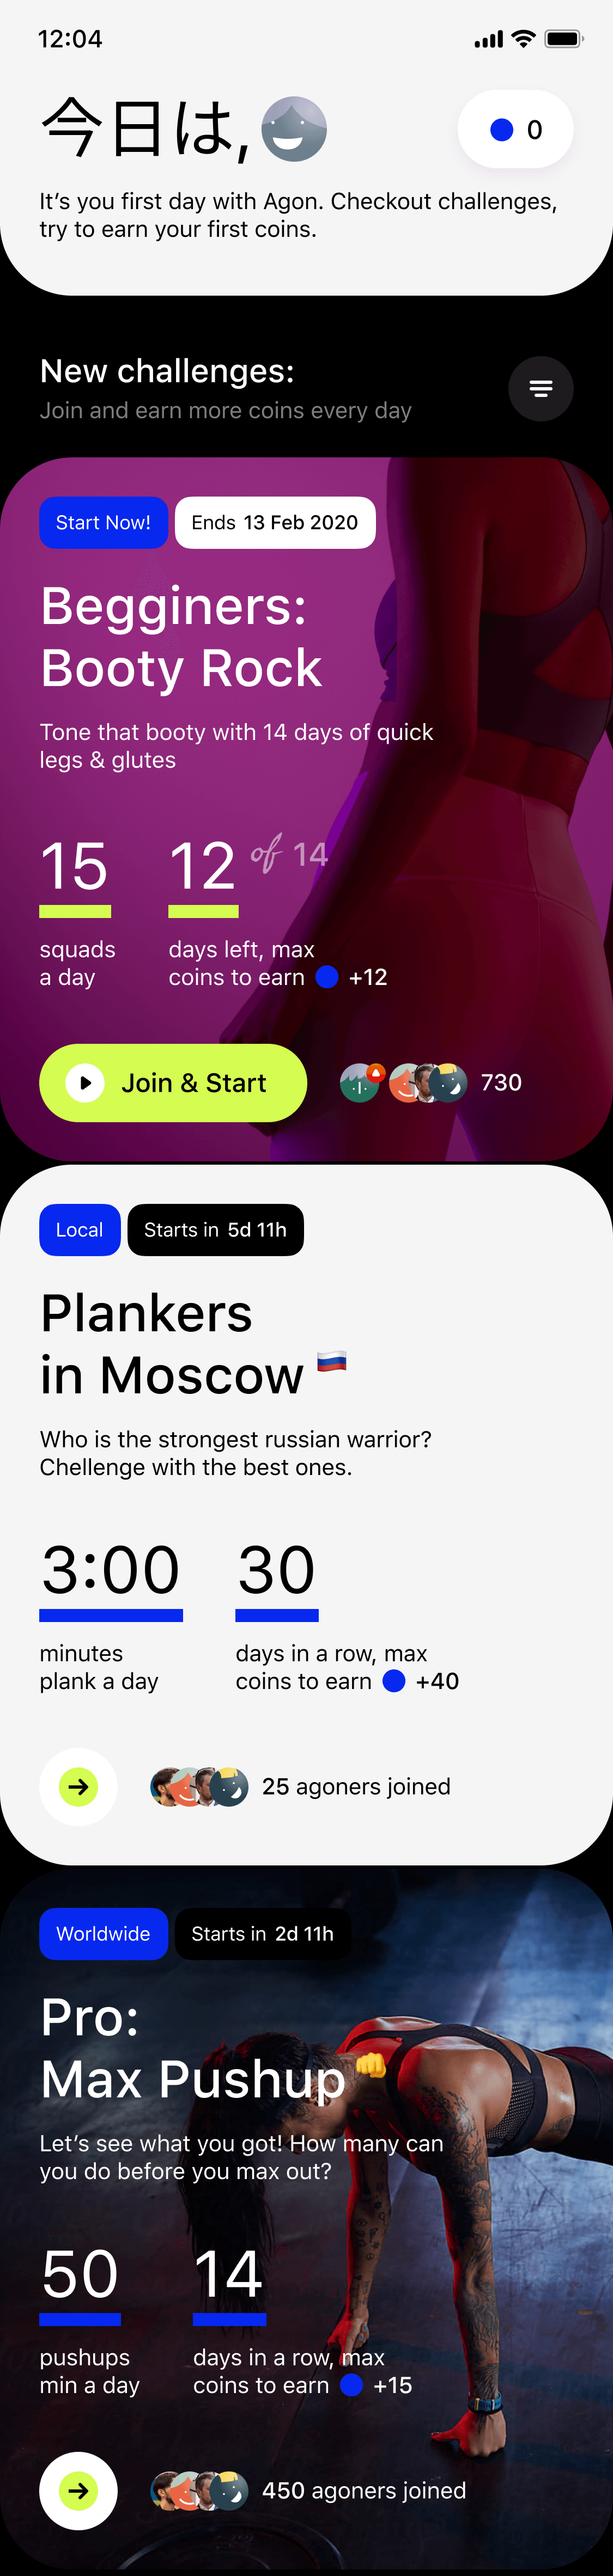 12:04
今日は,
0
It's you first day with Agon. Checkout challenges,
try to earn your first coins.
New challenges:
Join and earn more coins every day
Start Now!
Ends 13 Feb 2020
Begginers:
Booty Rock
Tone that booty with 14 days of quick
legs & glutes
15
12 of 14
squads
a day
days left, max
coins to earn +12
Join & Start
730
Local
Starts in 5d 11h
Plankers
in Moscow
Who is the strongest russian warrior?
Chellenge with the best ones.
3:00
30
minutes
plank a day
days in a row, max
coins to earn +40
25 agoners joined
Worldwide
Starts in 2d 11h
Pro:
Max Pushup
Let's see what you got! How many can
you do before you max out?
50
14
pushups
min a day
days in a row, max
coins to earn +15
450 agoners joined